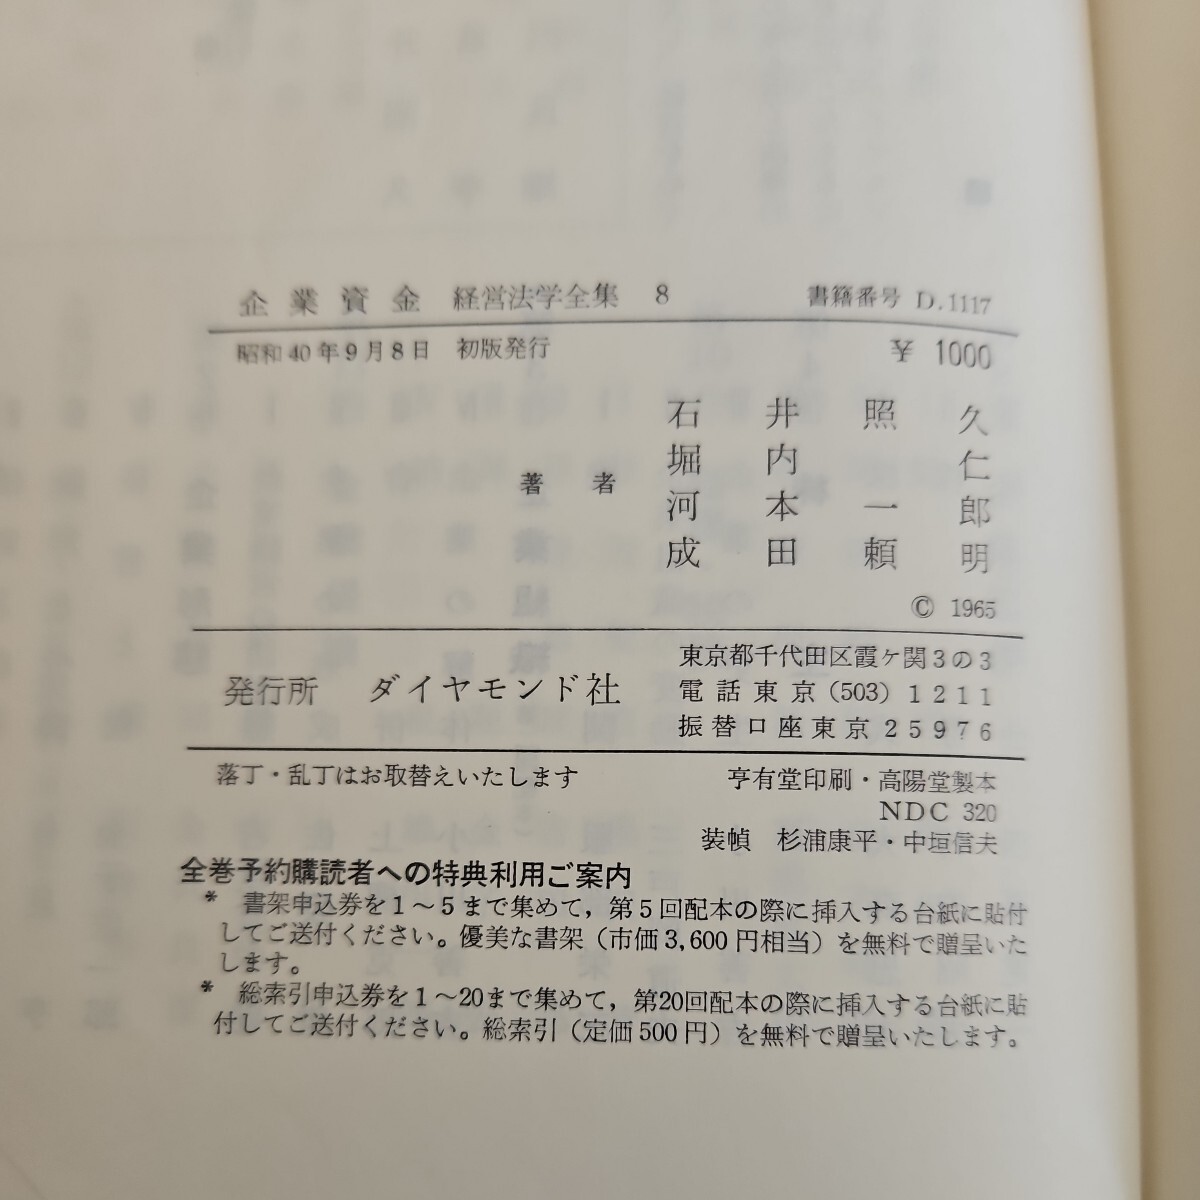 企業資金　経営法学全集　8　書籍番号 D.1117
昭和40年9月8日　初版発行　¥ 1000
石井照久
堀内仁
著者
河本一郎
成田頼明
© 1965
発行所　ダイヤモンド社
東京都千代田区霞ケ関3の3
電話東京(503) 1211
振替口座東京 25976
落丁・乱丁はお取替えいたします
亨有堂印刷・高陽堂製本
NDC 320
装幀　杉浦康平・中垣信夫
全巻予約購読者への特典利用ご案内
*　書架申込券を1〜5まで集めて，第5回配本の際に挿入する台紙に貼付
してご送付ください。優美な書架（市価3,600円相当）を無料で贈呈いた
します。
*　総索引申込券を1〜20まで集めて，第20回配本の際に挿入する台紙に貼
付してご送付ください。総索引（定価500円）を無料で贈呈いたします。